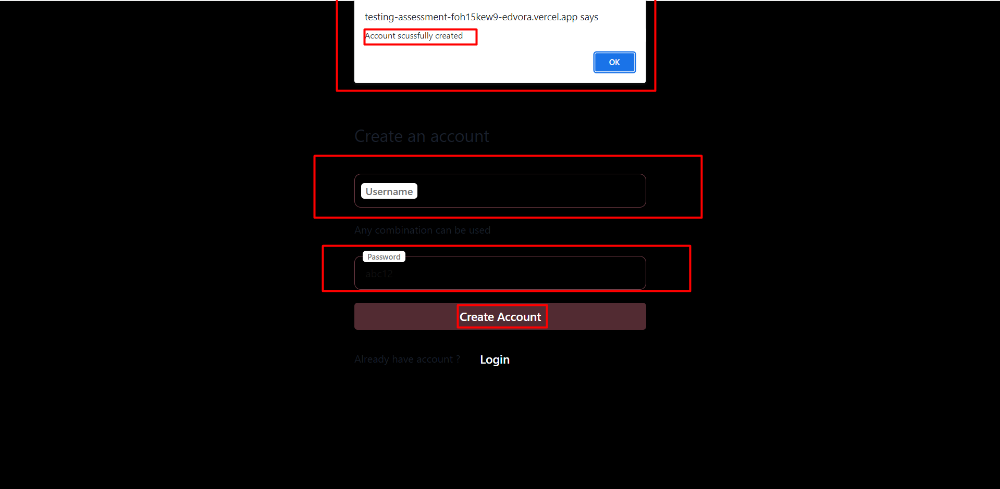 testing-assessment-foh15kew9-edvora.vercel.app says
Account scussfully created
OK
Create an account
Username
Any combination can be used
Password
abc12
Create Account
Already have account ? Login